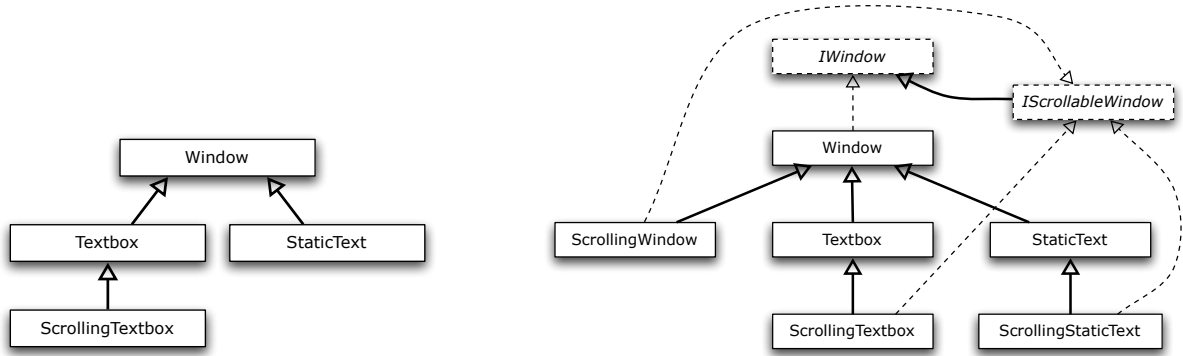 Window
Textbox
StaticText
ScrollingTextbox
IWindow
IScrollableWindow
Window
ScrollingWindow
Textbox
StaticText
ScrollingTextbox
ScrollingStaticText